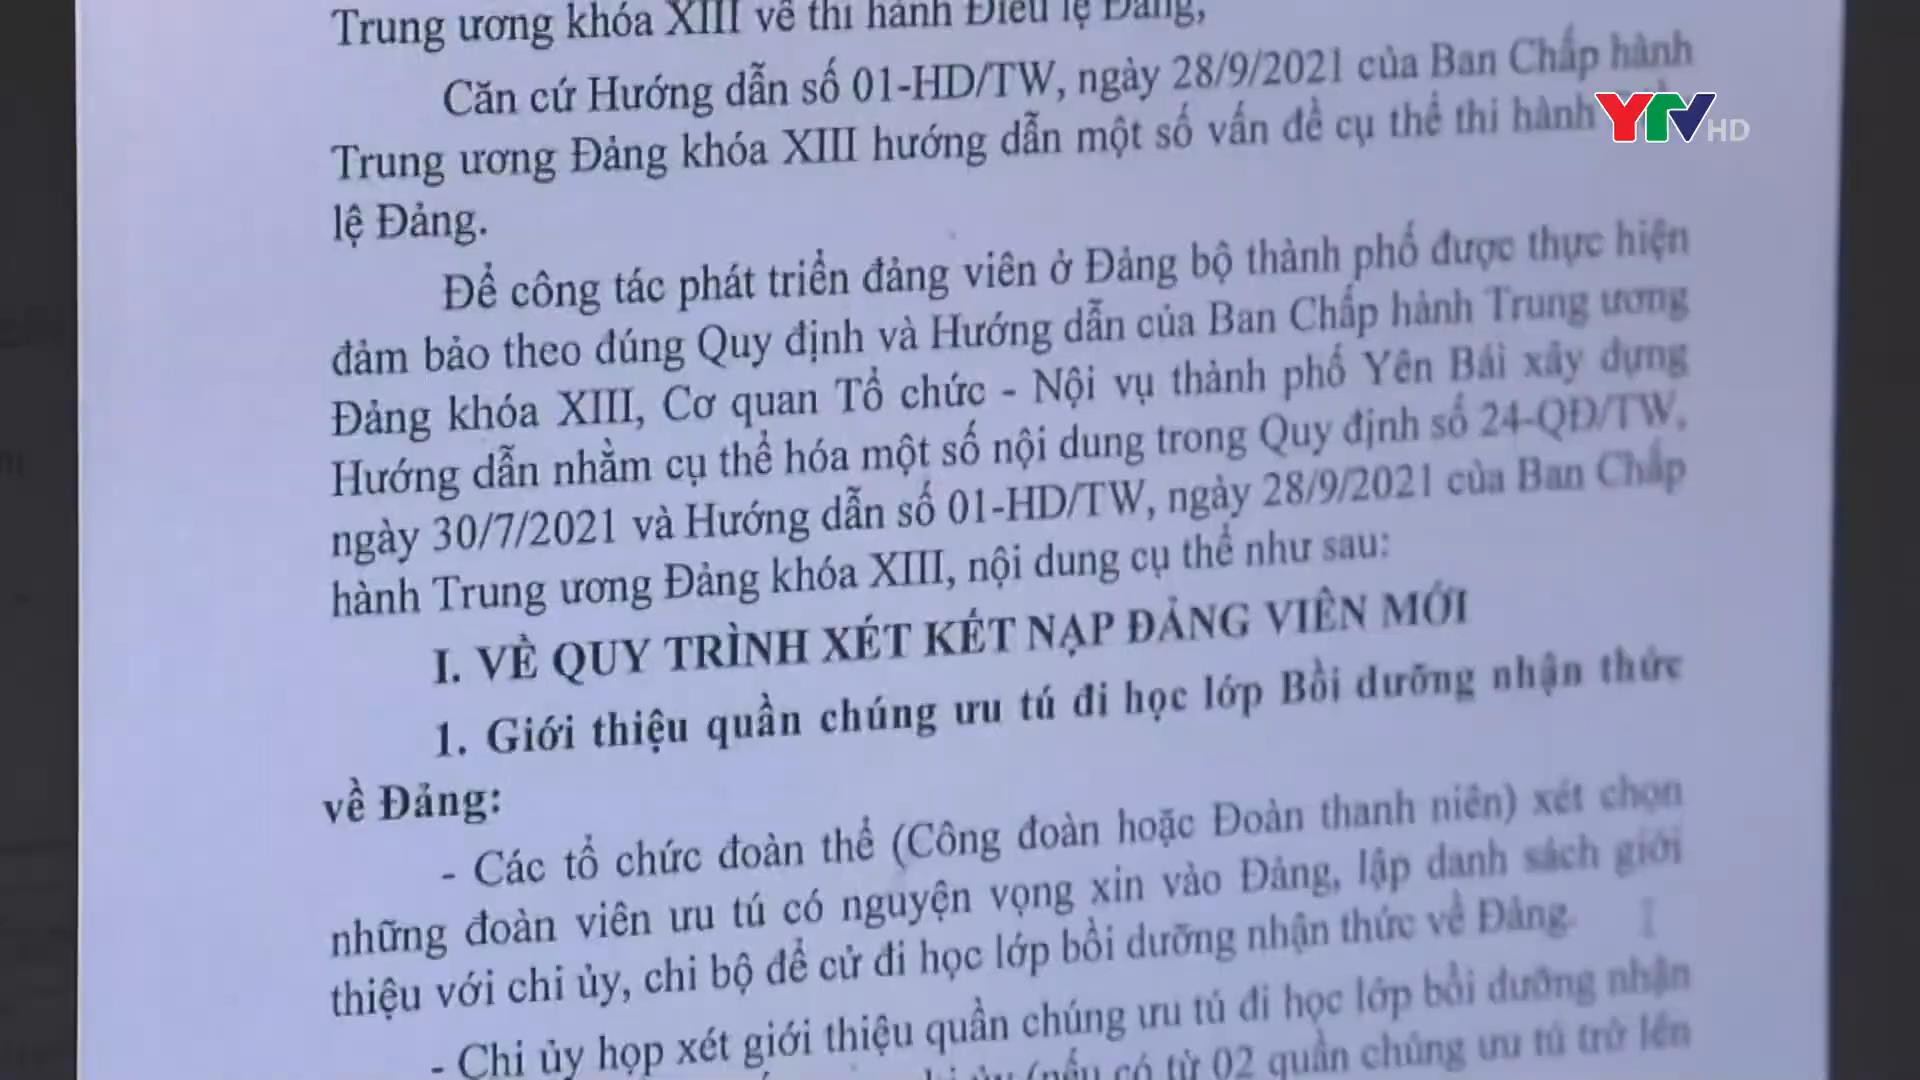 Trung ương khóa XIII về thi hành Điều lệ Đảng;
Căn cứ Hướng dẫn số 01-HD/TW, ngày 28/9/2021 của Ban Chấp hành
Trung ương Đảng khóa XIII hướng dẫn một số vấn đề cụ thể thi hành
YTV HD
lệ Đảng.
Để công tác phát triển đảng viên ở Đảng bộ thành phố được thực hiện
đảm bảo theo đúng Quy định và Hướng dẫn của Ban Chấp hành Trung ương
Đảng khóa XIII, Cơ quan Tổ chức - Nội vụ thành phố Yên Bái xây dựng
Hướng dẫn nhằm cụ thể hóa một số nội dung trong Quy định số 24-QĐ/TW,
ngày 30/7/2021 và Hướng dẫn số 01-HD/TW, ngày 28/9/2021 của Ban Chấp
hành Trung ương Đảng khóa XIII, nội dung cụ thể như sau:
I. VỀ QUY TRÌNH XÉT KẾT NẠP ĐẢNG VIÊN MỚI
1. Giới thiệu quần chúng ưu tú đi học lớp Bồi dưỡng nhận thức
về Đảng:
- Các tổ chức đoàn thể (Công đoàn hoặc Đoàn thanh niên) xét chọn
những đoàn viên ưu tú có nguyện vọng xin vào Đảng, lập danh sách giới
thiệu với chi ủy, chi bộ để cử đi học lớp bồi dưỡng nhận thức về Đảng.
- Chi ủy họp xét giới thiệu quần chúng ưu tú đi học lớp bồi dưỡng nhận
(nếu có từ 02 quần chúng ưu tú trở lên